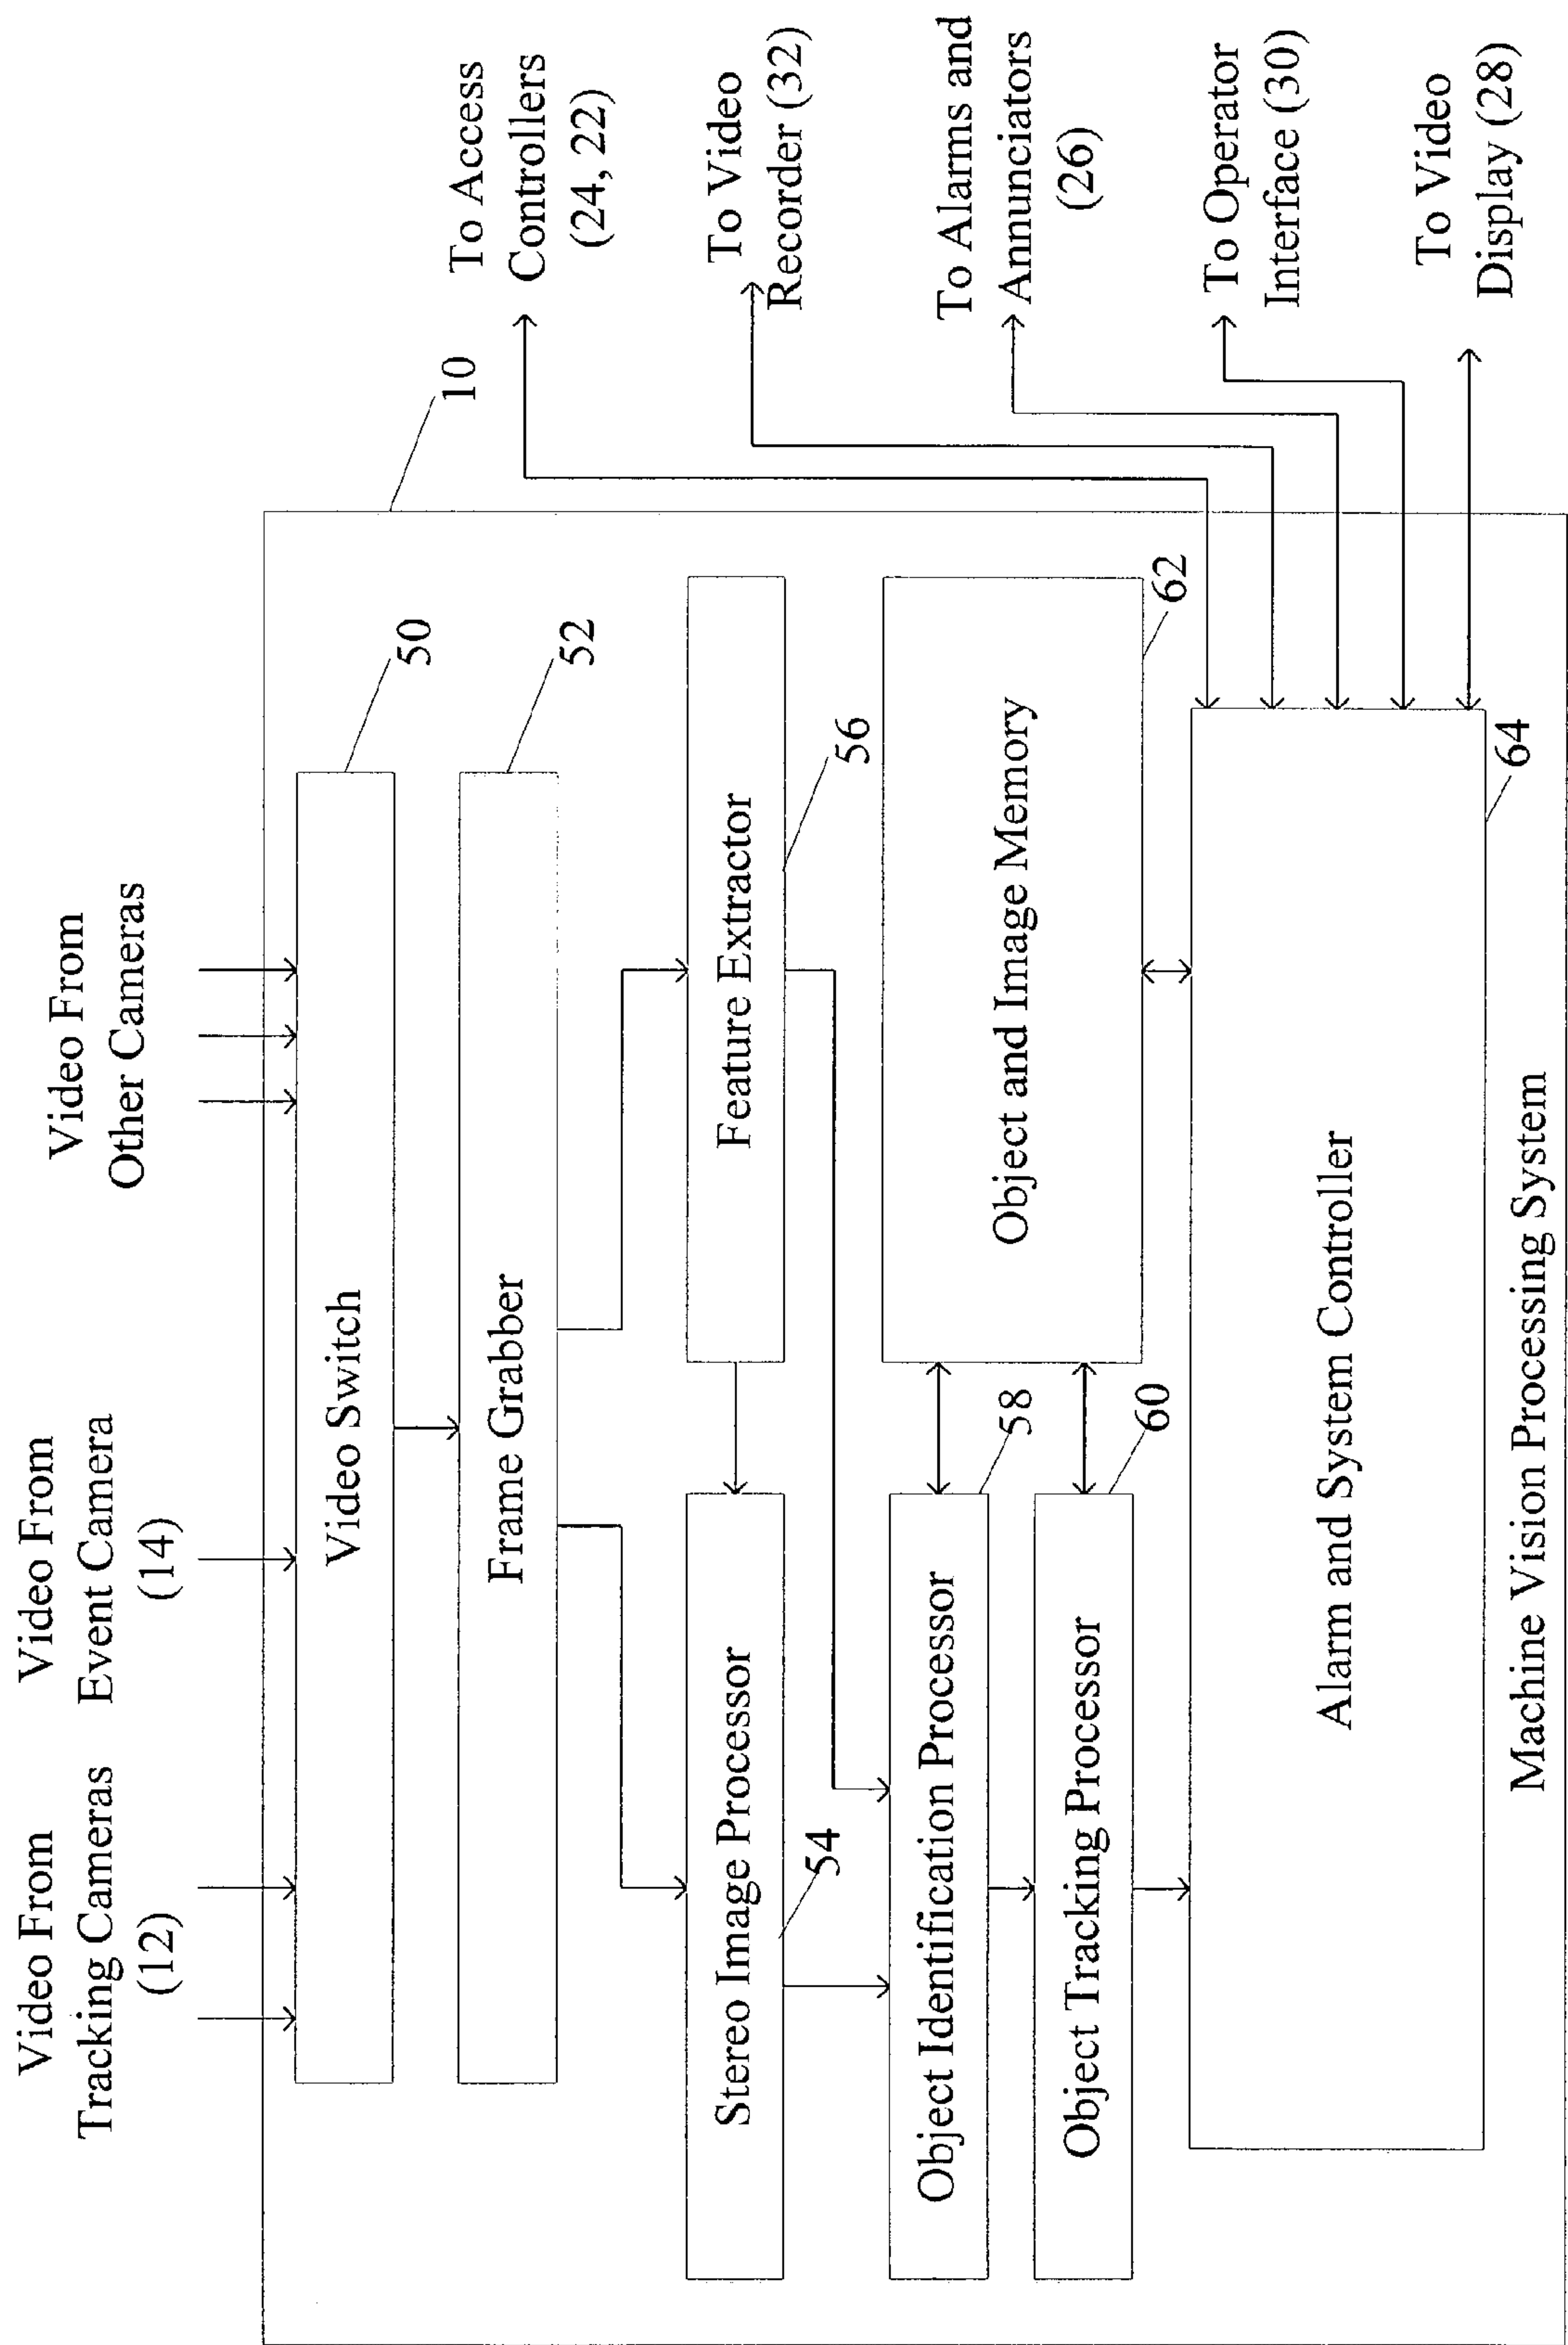 Video From
Tracking Cameras
(12)
Video From
Event Camera
(14)
Video From
Other Cameras
10
Video Switch
50
Frame Grabber
52
Stereo Image Processor
54
Feature Extractor
56
Object Identification Processor
58
Object Tracking Processor
60
Object and Image Memory
62
Alarm and System Controller
64
Machine Vision Processing System
To Access
Controllers
(24, 22)
To Video
Recorder (32)
To Alarms and
Annunciators
(26)
To Operator
Interface (30)
To Video
Display (28)